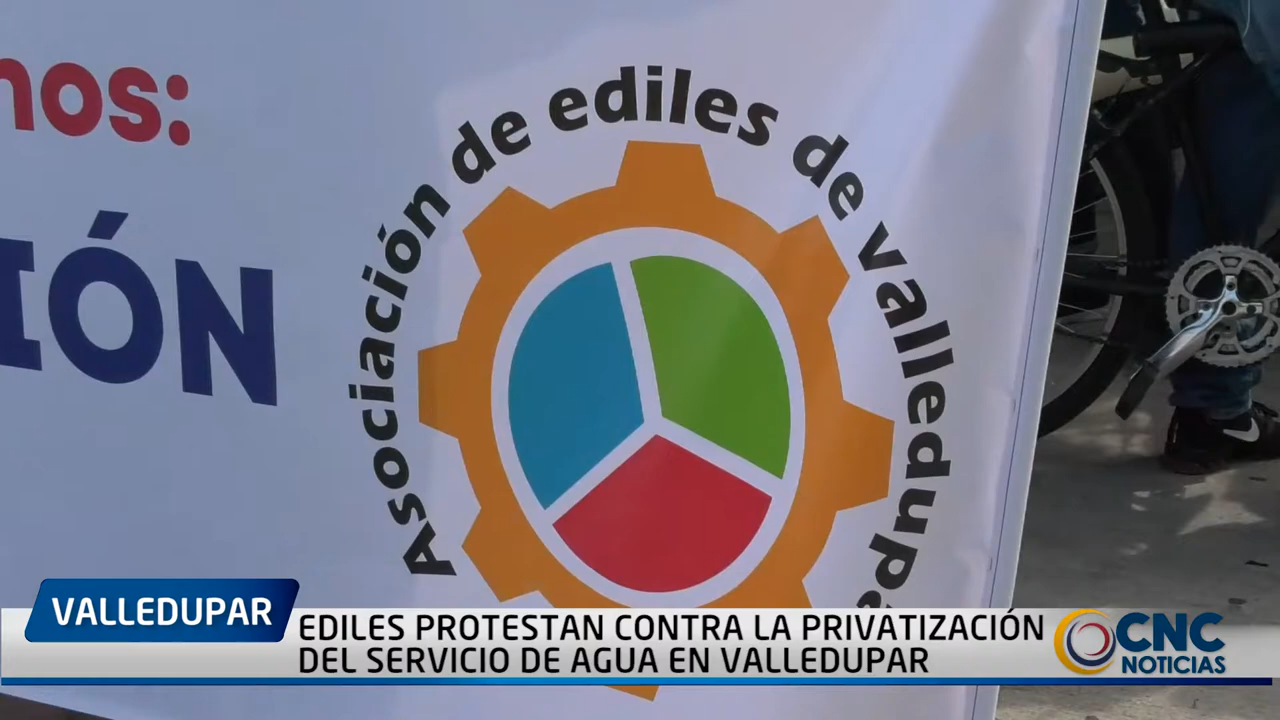 nos:
IÓN
Asociación de ediles de valledupa
VALLEDUPAR
EDILES PROTESTAN CONTRA LA PRIVATIZACIÓN
DEL SERVICIO DE AGUA EN VALLEDUPAR
CNC
NOTICIAS